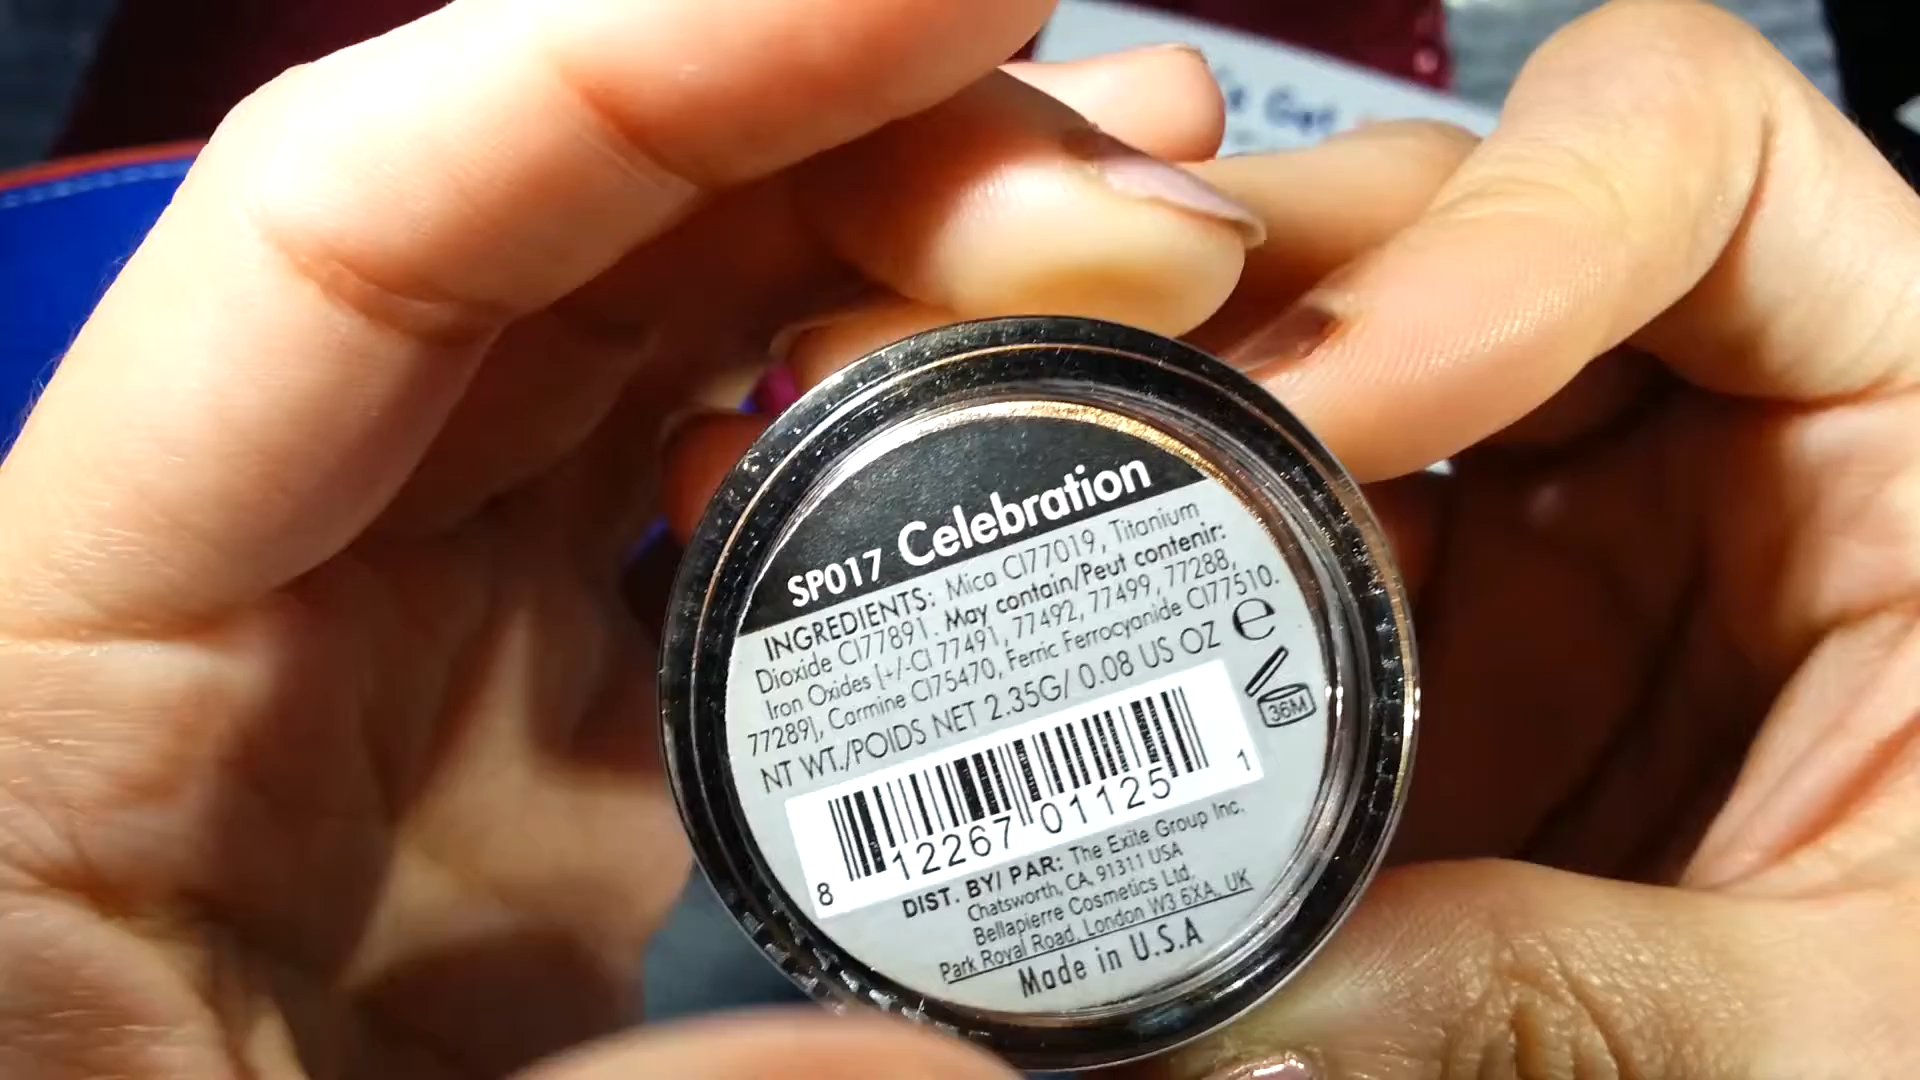 SP017 Celebration
INGREDIENTS: Mica CI77019, Titanium
Dioxide CI77891. May contain/Peut contenir:
Iron Oxides [+/-CI 77491, 77492, 77499, 77288,
77289], Carmine CI75470, Ferric Ferrocyanide CI77510.
NT WT./POIDS NET 2.35G/ 0.08 US OZ ℮
36M
8 12267 01125 1
DIST. BY/ PAR: The Exite Group Inc.
Chatsworth, CA, 91311 USA
Bellapierre Cosmetics Ltd,
Park Royal Road, London W3 6XA, UK
Made in U.S.A